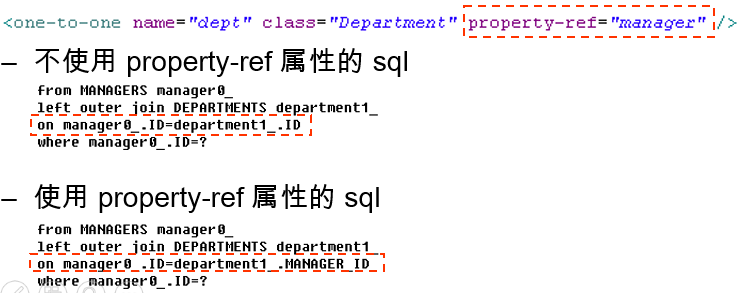 <one-to-one name="dept" class="Department" property-ref="manager"/>
– 不使用 property-ref 属性的 sql
from MANAGERS manager0_
left outer join DEPARTMENTS department1_
on manager0_.ID=department1_.ID
where manager0_.ID=?
– 使用 property-ref 属性的 sql
from MANAGERS manager0_
left outer join DEPARTMENTS department1_
on manager0_.ID=department1_.MANAGER_ID
where manager0_.ID=?